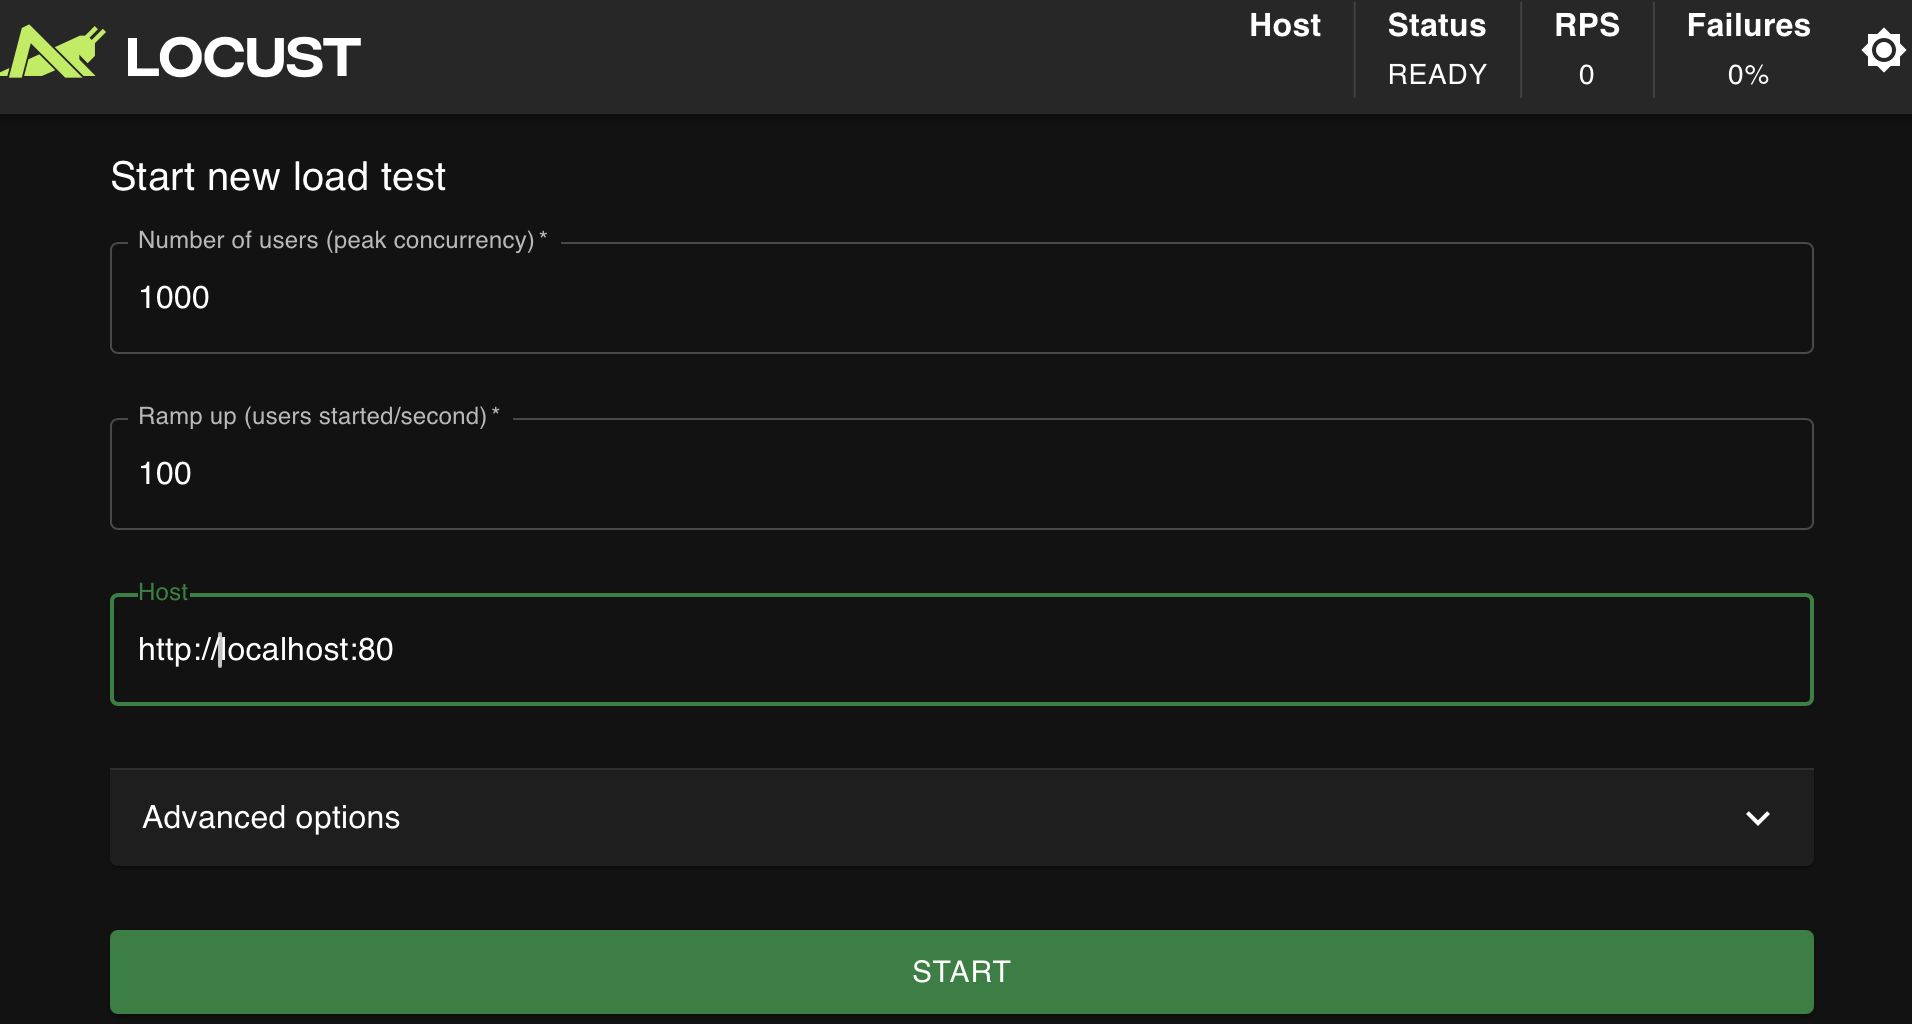 LOCUST
Host
Status
READY
RPS
0
Failures
0%
Start new load test
Number of users (peak concurrency) *
1000
Ramp up (users started/second) *
100
Host
http://localhost:80
Advanced options
START